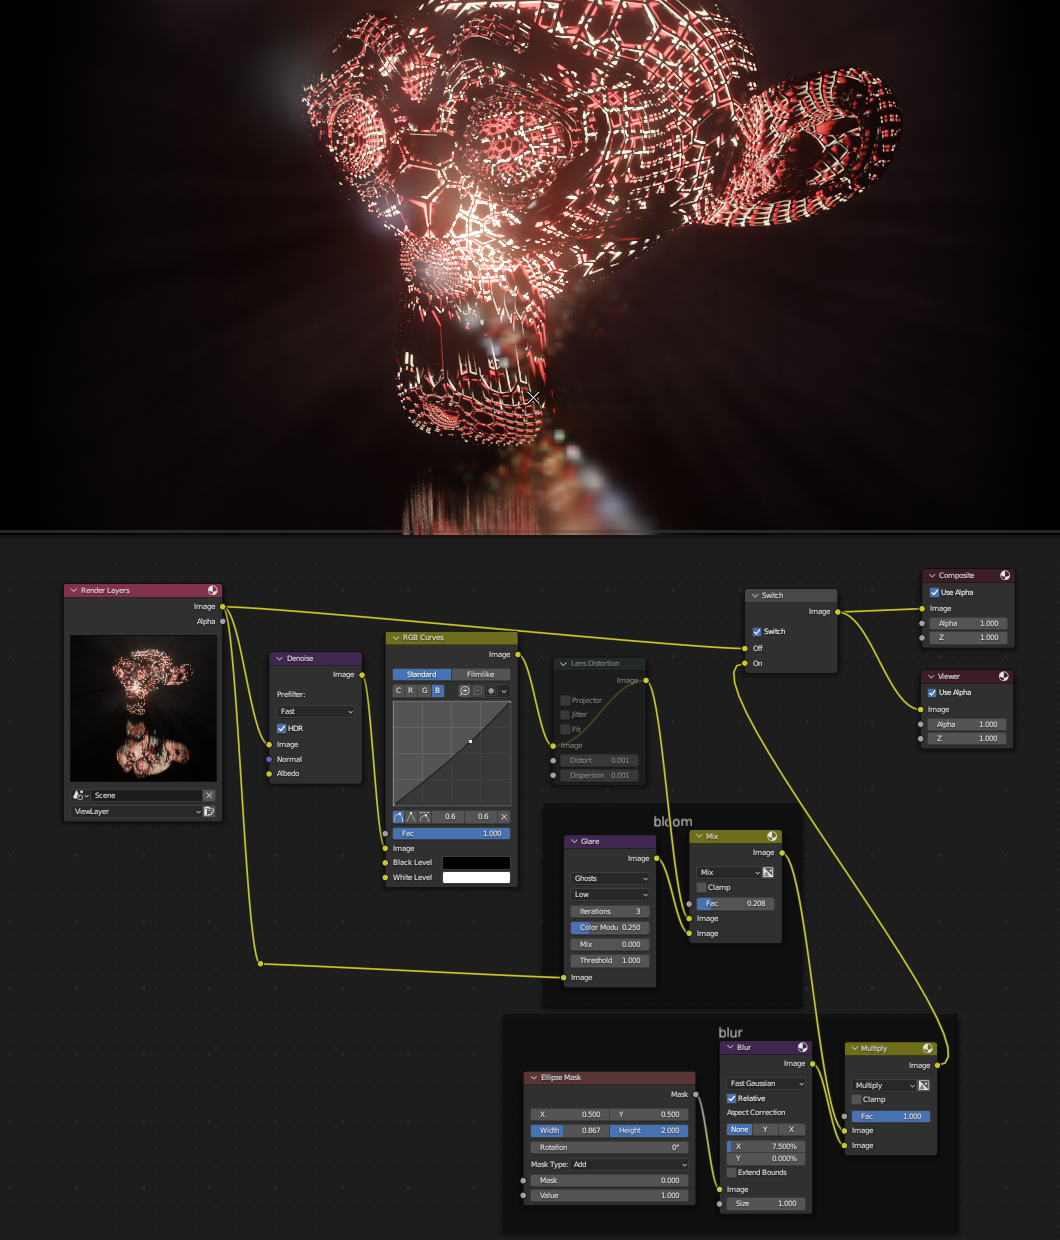 Render Layers
Image
Alpha
Scene
ViewLayer
Denoise
Image
Prefilter:
Fast
HDR
Image
Normal
Albedo
RGB Curves
Image
Standard Filmlike
C R G B
0.6 0.6
Fac 1.000
Image
Black Level
White Level
Lens Distortion
Image
Projector
Jitter
Fit
Image
Distort 0.001
Dispersion 0.001
Switch
Image
Switch
Off
On
Composite
Use Alpha
Image
Alpha 1.000
Z 1.000
Viewer
Use Alpha
Image
Alpha 1.000
Z 1.000
bloom
Glare
Image
Ghosts
Low
Iterations 3
Color Modu 0.250
Mix 0.000
Threshold 1.000
Image
Mix
Image
Mix
Clamp
Fac 0.208
Image
Image
blur
Ellipse Mask
Mask
X 0.500 Y 0.500
Width 0.867 Height 2.000
Rotation 0°
Mask Type: Add
Mask 0.000
Value 1.000
Blur
Image
Fast Gaussian
Relative
Aspect Correction
None Y X
X 7.500%
Y 0.000%
Extend Bounds
Image
Size 1.000
Multiply
Image
Multiply
Clamp
Fac 1.000
Image
Image